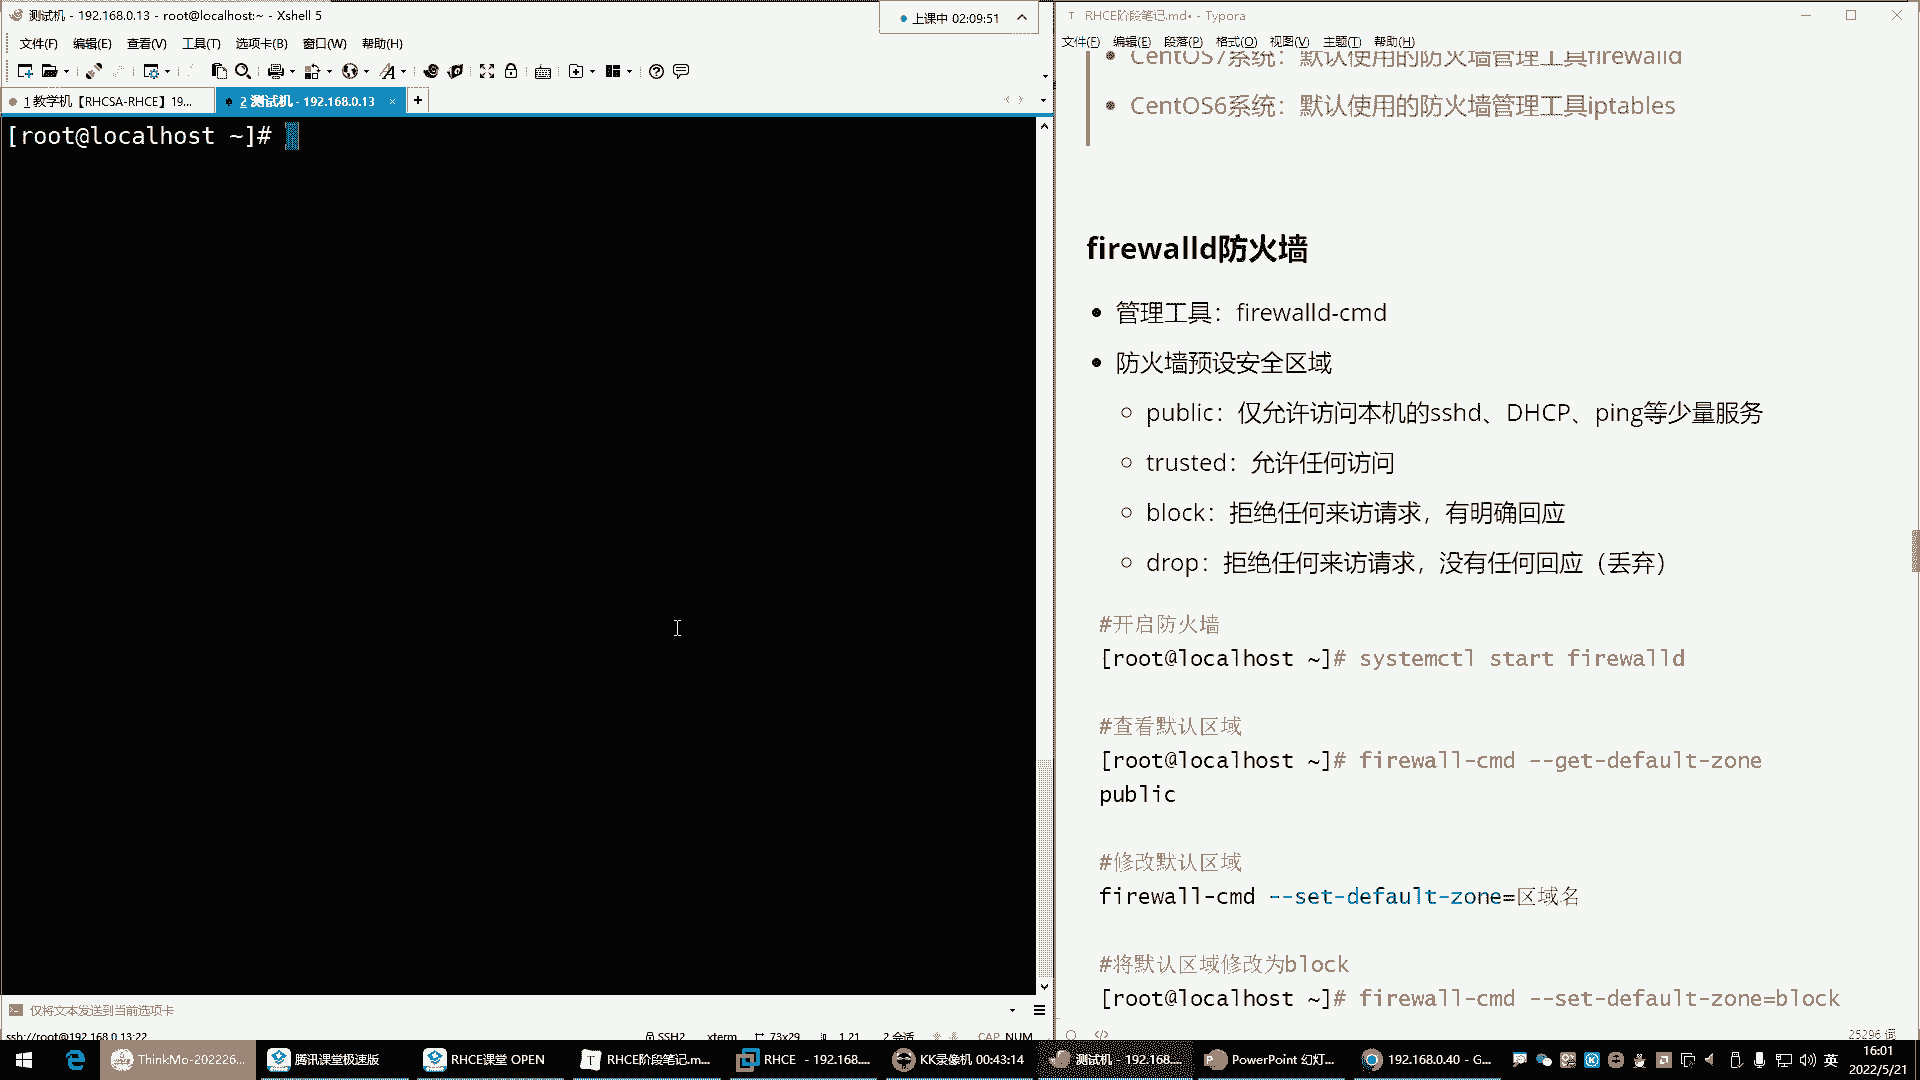 测试机 - 192.168.0.13 - root@localhost:~ - Xshell 5
上课中 02:09:51
文件(F) 编辑(E) 查看(V) 工具(T) 选项卡(B) 窗口(W) 帮助(H)
1 教学机【RHCSA-RHCE】19...
2 测试机 - 192.168.0.13
[root@localhost ~]#
仅将文本发送到当前选项卡
ssh://root@192.168.0.13:22
SSH2 xterm 73x29 1,21 2 会话 CAP NUM
RHCE阶段笔记.md• - Typora
文件(F) 编辑(E) 段落(P) 格式(O) 视图(V) 主题(T) 帮助(H)
CentOS7系统：默认使用的防火墙管理工具firewalld
CentOS6系统：默认使用的防火墙管理工具iptables
firewalld防火墙
管理工具：firewalld-cmd
防火墙预设安全区域
public：仅允许访问本机的sshd、DHCP、ping等少量服务
trusted：允许任何访问
block：拒绝任何来访请求，有明确回应
drop：拒绝任何来访请求，没有任何回应（丢弃）
#开启防火墙
[root@localhost ~]# systemctl start firewalld
#查看默认区域
[root@localhost ~]# firewall-cmd --get-default-zone
public
#修改默认区域
firewall-cmd --set-default-zone=区域名
#将默认区域修改为block
[root@localhost ~]# firewall-cmd --set-default-zone=block
25296 词
ThinkMo-202226...
腾讯课堂极速版
RHCE课堂 OPEN
RHCE阶段笔记.m...
RHCE - 192.168....
KK录像机 00:43:14
测试机 - 192.168....
PowerPoint 幻灯...
192.168.0.40 - G...
英
16:01
2022/5/21